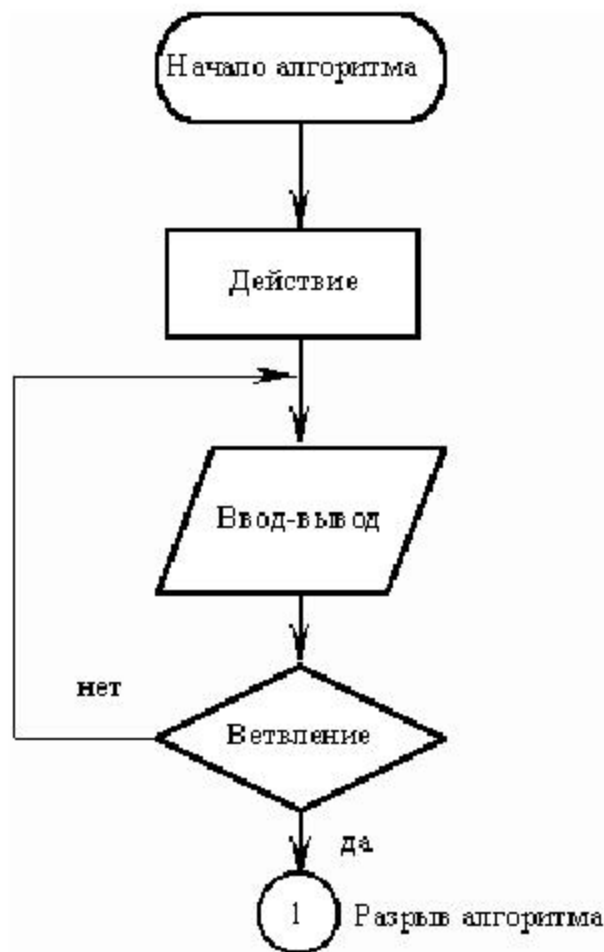 Начало алгоритма
Действие
Ввод-вывод
нет
Ветвление
да
1
Разрыв алгоритма